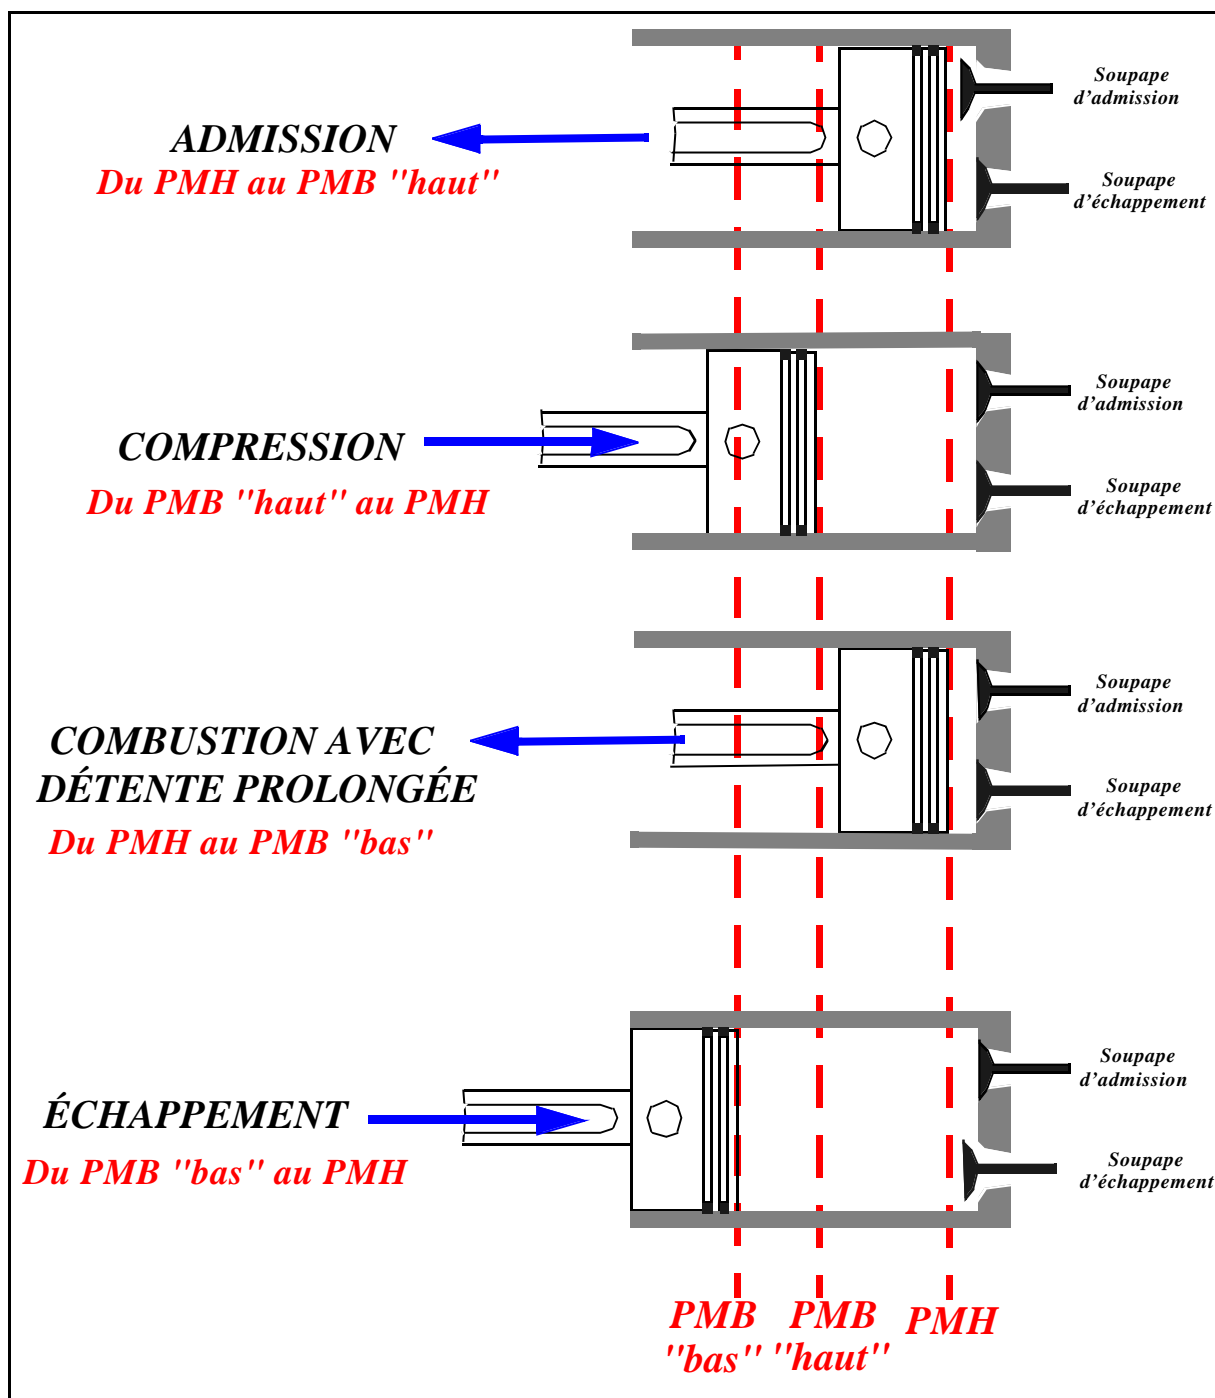 Soupape
d'admission
ADMISSION
Du PMH au PMB "haut"
Soupape
d'échappement
Soupape
d'admission
COMPRESSION
Du PMB "haut" au PMH
Soupape
d'échappement
Soupape
d'admission
COMBUSTION AVEC
DÉTENTE PROLONGÉE
Du PMH au PMB "bas"
Soupape
d'échappement
Soupape
d'admission
ÉCHAPPEMENT
Du PMB "bas" au PMH
Soupape
d'échappement
PMB PMB PMH
"bas" "haut"